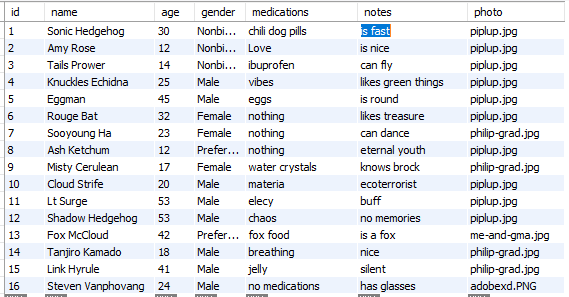 id name age gender medications notes photo
1 Sonic Hedgehog 30 Nonbi... chili dog pills is fast piplup.jpg
2 Amy Rose 12 Nonbi... Love is nice piplup.jpg
3 Tails Prower 14 Nonbi... ibuprofen can fly piplup.jpg
4 Knuckles Echidna 25 Male vibes likes green things piplup.jpg
5 Eggman 45 Male eggs is round piplup.jpg
6 Rouge Bat 32 Female nothing likes treasure piplup.jpg
7 Sooyoung Ha 23 Female nothing can dance philip-grad.jpg
8 Ash Ketchum 12 Prefer... nothing eternal youth piplup.jpg
9 Misty Cerulean 17 Female water crystals knows brock philip-grad.jpg
10 Cloud Strife 20 Male materia ecoterrorist piplup.jpg
11 Lt Surge 53 Male elecy buff piplup.jpg
12 Shadow Hedgehog 53 Male chaos no memories piplup.jpg
13 Fox McCloud 42 Prefer... fox food is a fox me-and-gma.jpg
14 Tanjiro Kamado 18 Male breathing nice philip-grad.jpg
15 Link Hyrule 41 Male jelly silent philip-grad.jpg
16 Steven Vanphovang 24 Male no medications has glasses adobexd.PNG